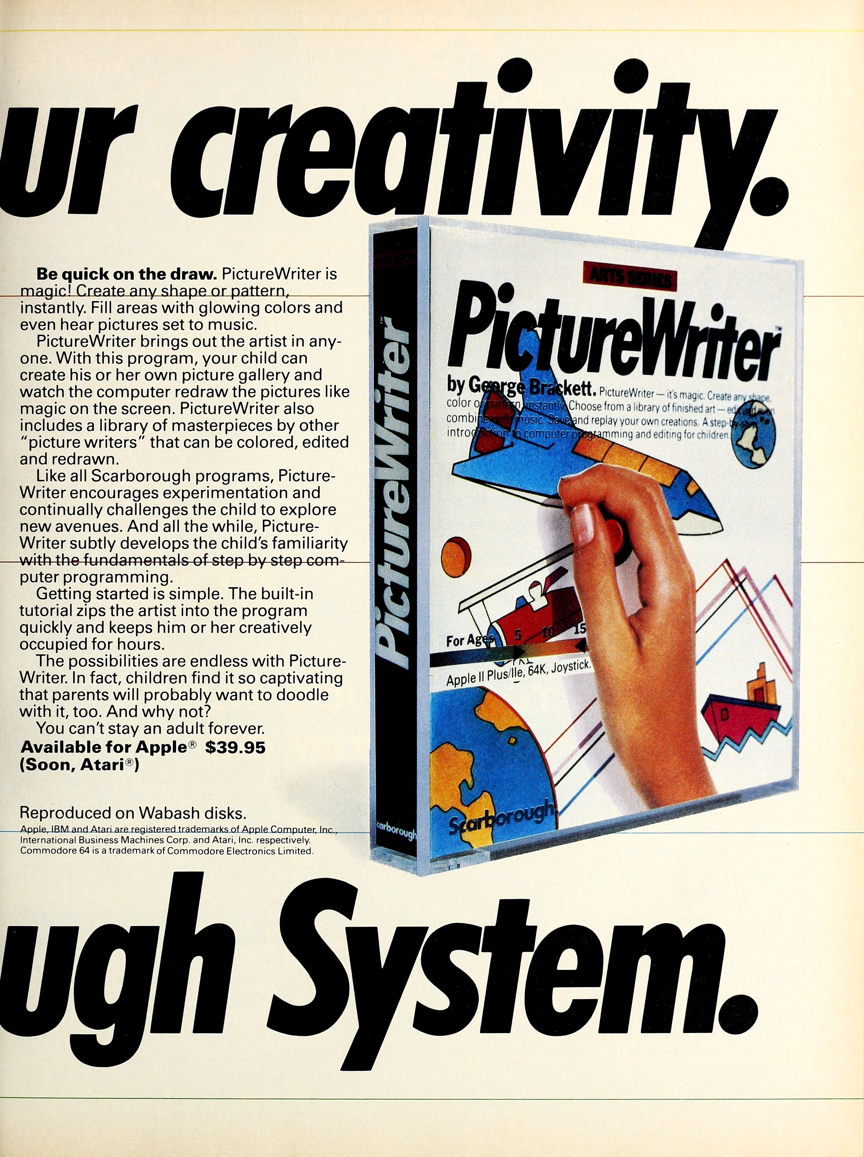 ur creativity.
Be quick on the draw. PictureWriter is
magic! Create any shape or pattern,
instantly. Fill areas with glowing colors and
even hear pictures set to music.
PictureWriter brings out the artist in any-
one. With this program, your child can
create his or her own picture gallery and
watch the computer redraw the pictures like
magic on the screen. PictureWriter also
includes a library of masterpieces by other
“picture writers” that can be colored, edited
and redrawn.
Like all Scarborough programs, Picture-
Writer encourages experimentation and
continually challenges the child to explore
new avenues. And all the while, Picture-
Writer subtly develops the child’s familiarity
with the fundamentals of step by step com-
puter programming.
Getting started is simple. The built-in
tutorial zips the artist into the program
quickly and keeps him or her creatively
occupied for hours.
The possibilities are endless with Picture-
Writer. In fact, children find it so captivating
that parents will probably want to doodle
with it, too. And why not?
You can’t stay an adult forever.
Available for Apple® $39.95
(Soon, Atari®)
Reproduced on Wabash disks.
Apple, IBM and Atari are registered trademarks of Apple Computer, Inc.,
International Business Machines Corp. and Atari, Inc. respectively.
Commodore 64 is a trademark of Commodore Electronics Limited.
PictureWriter
carborough
ARTS SERIES
PictureWriter™
by George Brackett. PictureWriter — it's magic. Create any shape,
color or pattern instantly. Choose from a library of finished art —
combine music. Save and replay your own creations. A step-by-step
introduction to computer programming and editing for children.
For Ages 5 10 15
Apple II Plus/IIe, 64K, Joystick.
Scarborough
ugh System.